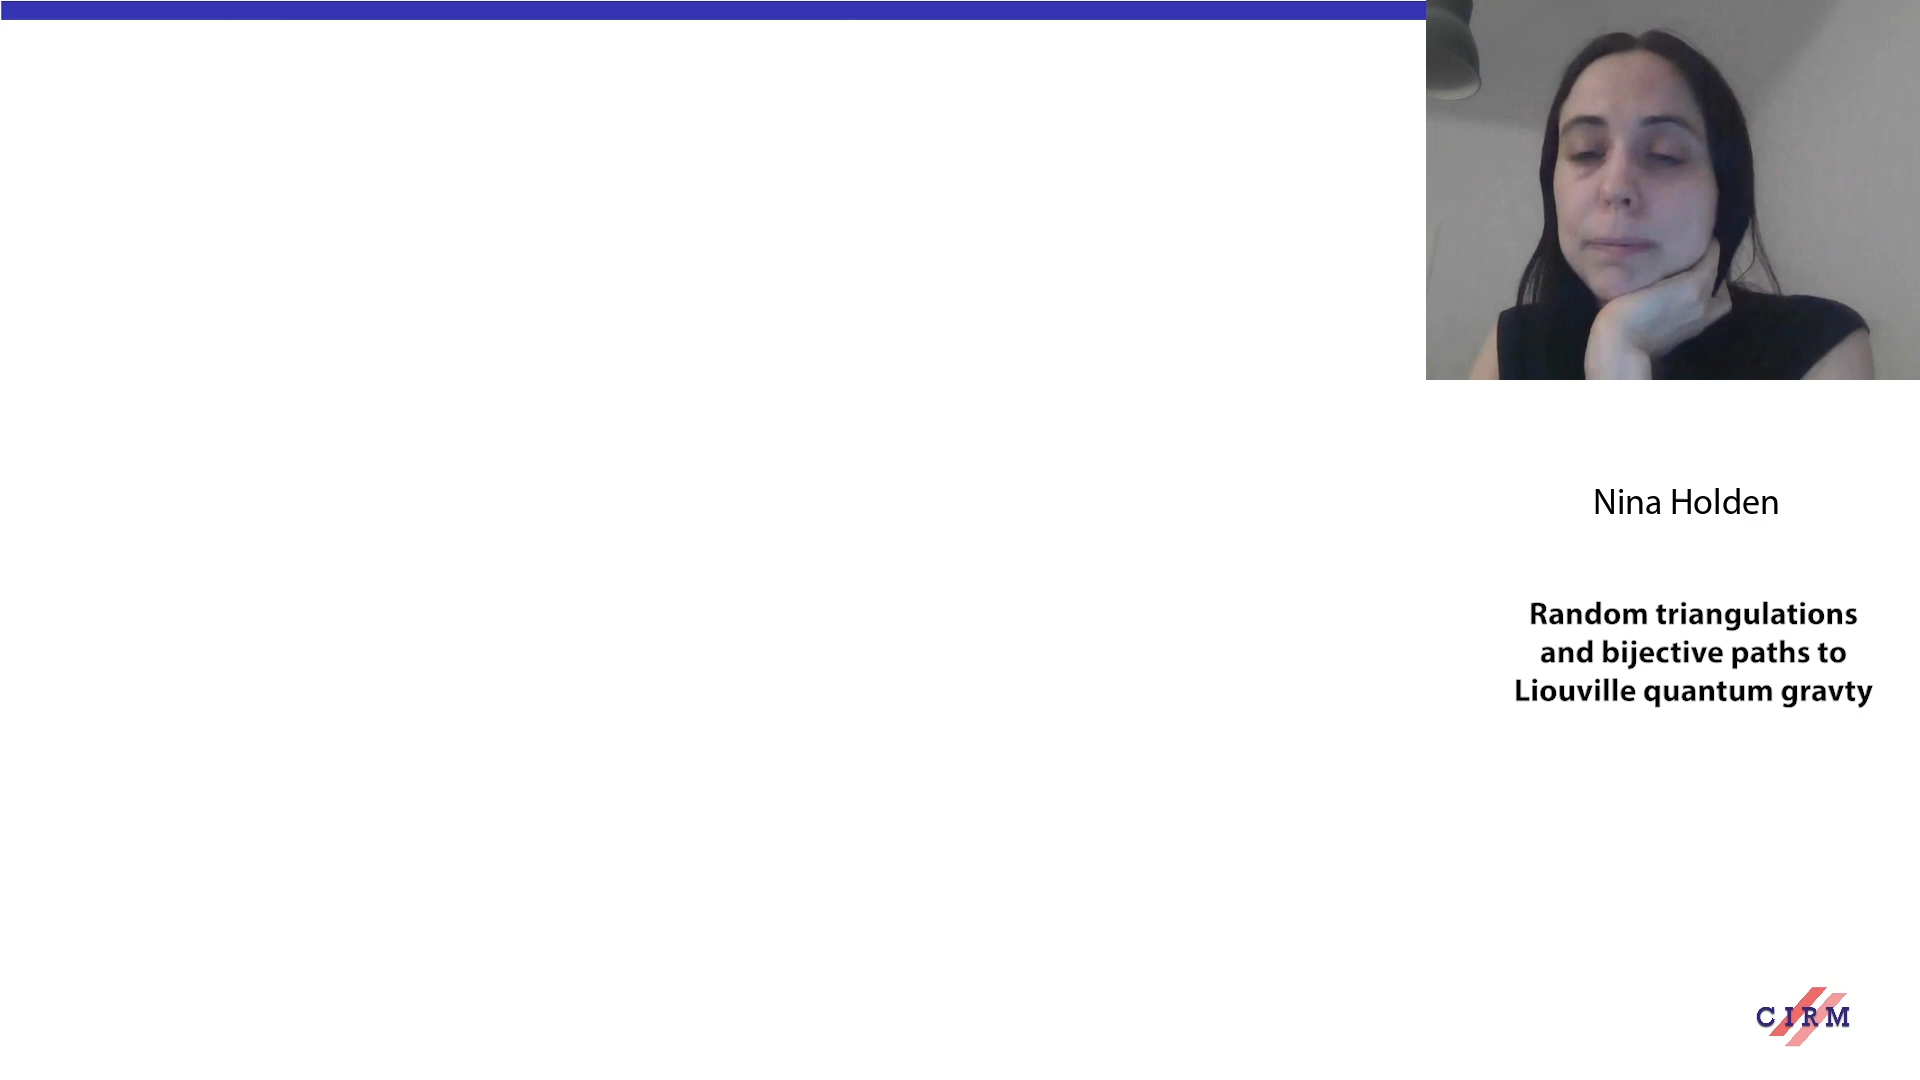 Nina Holden
Random triangulations
and bijective paths to
Liouville quantum gravty
CIRM